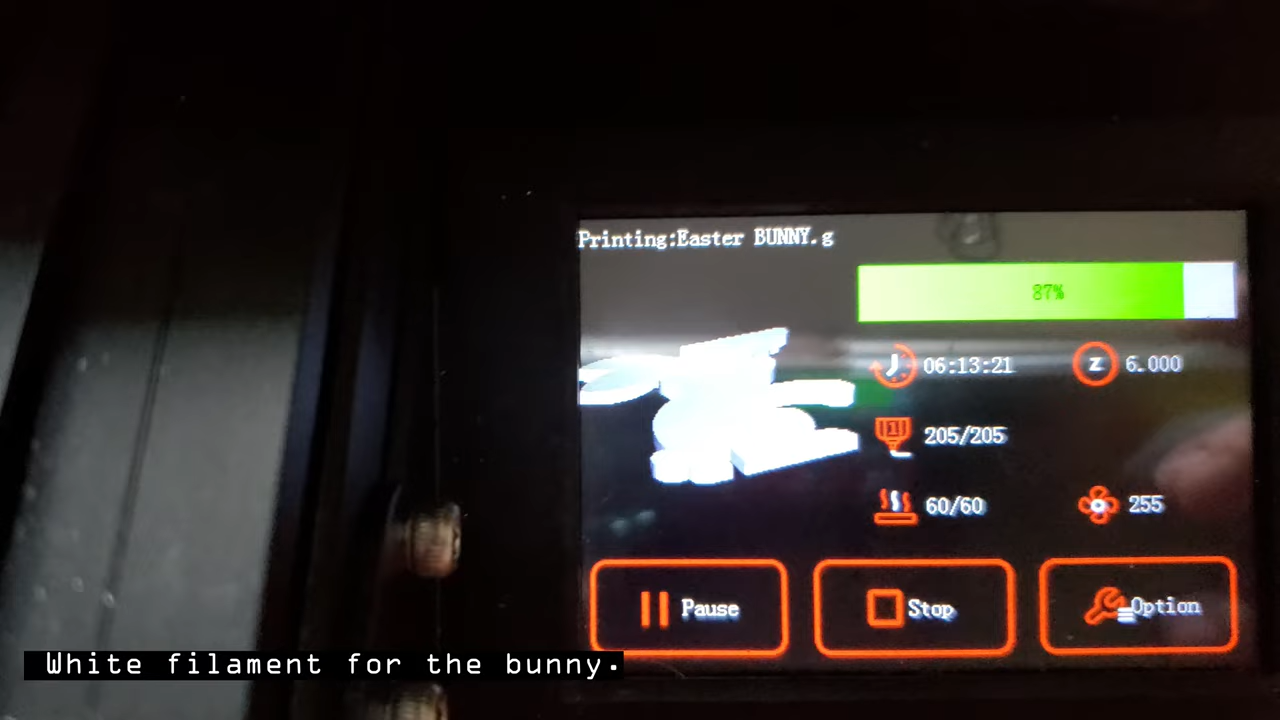 Printing:Easter BUNNY.g
87%
06:13:21
Z
6.000
1
205/205
60/60
255
Pause
Stop
Option
White filament for the bunny.